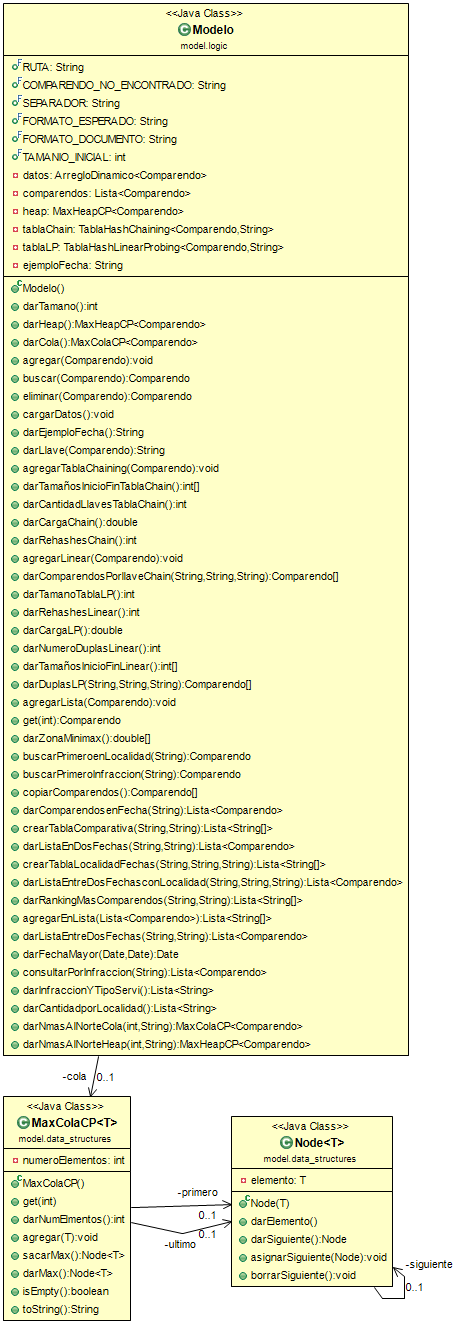 <<Java Class>>
Modelo
model.logic
RUTA: String
COMPARENDO_NO_ENCONTRADO: String
SEPARADOR: String
FORMATO_ESPERADO: String
FORMATO_DOCUMENTO: String
TAMANIO_INICIAL: int
datos: ArregloDinamico<Comparendo>
comparendos: Lista<Comparendo>
heap: MaxHeapCP<Comparendo>
tablaChain: TablaHashChaining<Comparendo,String>
tablaLP: TablaHashLinearProbing<Comparendo,String>
ejemploFecha: String
Modelo()
darTamano():int
darHeap():MaxHeapCP<Comparendo>
darCola():MaxColaCP<Comparendo>
agregar(Comparendo):void
buscar(Comparendo):Comparendo
eliminar(Comparendo):Comparendo
cargarDatos():void
darEjemploFecha():String
darLlave(Comparendo):String
agregarTablaChaining(Comparendo):void
darTamañosInicioFinTablaChain():int[]
darCantidadLlavesTablaChain():int
darCargaChain():double
darRehashesChain():int
agregarLinear(Comparendo):void
darComparendosPorllaveChain(String,String,String):Comparendo[]
darTamanoTablaLP():int
darRehashesLinear():int
darCargaLP():double
darNumeroDuplasLinear():int
darTamañosInicioFinLinear():int[]
darDuplasLP(String,String,String):Comparendo[]
agregarLista(Comparendo):void
get(int):Comparendo
darZonaMinimax():double[]
buscarPrimeroenLocalidad(String):Comparendo
buscarPrimeroInfraccion(String):Comparendo
copiarComparendos():Comparendo[]
darComparendosenFecha(String):Lista<Comparendo>
crearTablaComparativa(String,String):Lista<String[]>
darListaEnDosFechas(String,String):Lista<Comparendo>
crearTablaLocalidadFechas(String,String,String):Lista<String[]>
darListaEntreDosFechasconLocalidad(String,String,String):Lista<Comparendo>
darRankingMasComparendos(String,String):Lista<String[]>
agregarEnLista(Lista<Comparendo>):Lista<String[]>
darListaEntreDosFechas(String,String):Lista<Comparendo>
darFechaMayor(Date,Date):Date
consultarPorInfraccion(String):Lista<Comparendo>
darInfraccionYTipoServi():Lista<String>
darCantidadporLocalidad():Lista<String>
darNmasAlNorteCola(int,String):MaxColaCP<Comparendo>
darNmasAlNorteHeap(int,String):MaxHeapCP<Comparendo>
-cola
0..1
<<Java Class>>
MaxColaCP<T>
model.data_structures
numeroElementos: int
MaxColaCP()
get(int)
darNumElmentos():int
agregar(T):void
sacarMax():Node<T>
darMax():Node<T>
isEmpty():boolean
toString():String
-primero
0..1
-ultimo
0..1
<<Java Class>>
Node<T>
model.data_structures
elemento: T
Node(T)
darElemento()
darSiguiente():Node
asignarSiguiente(Node):void
borrarSiguiente():void
-siguiente
0..1